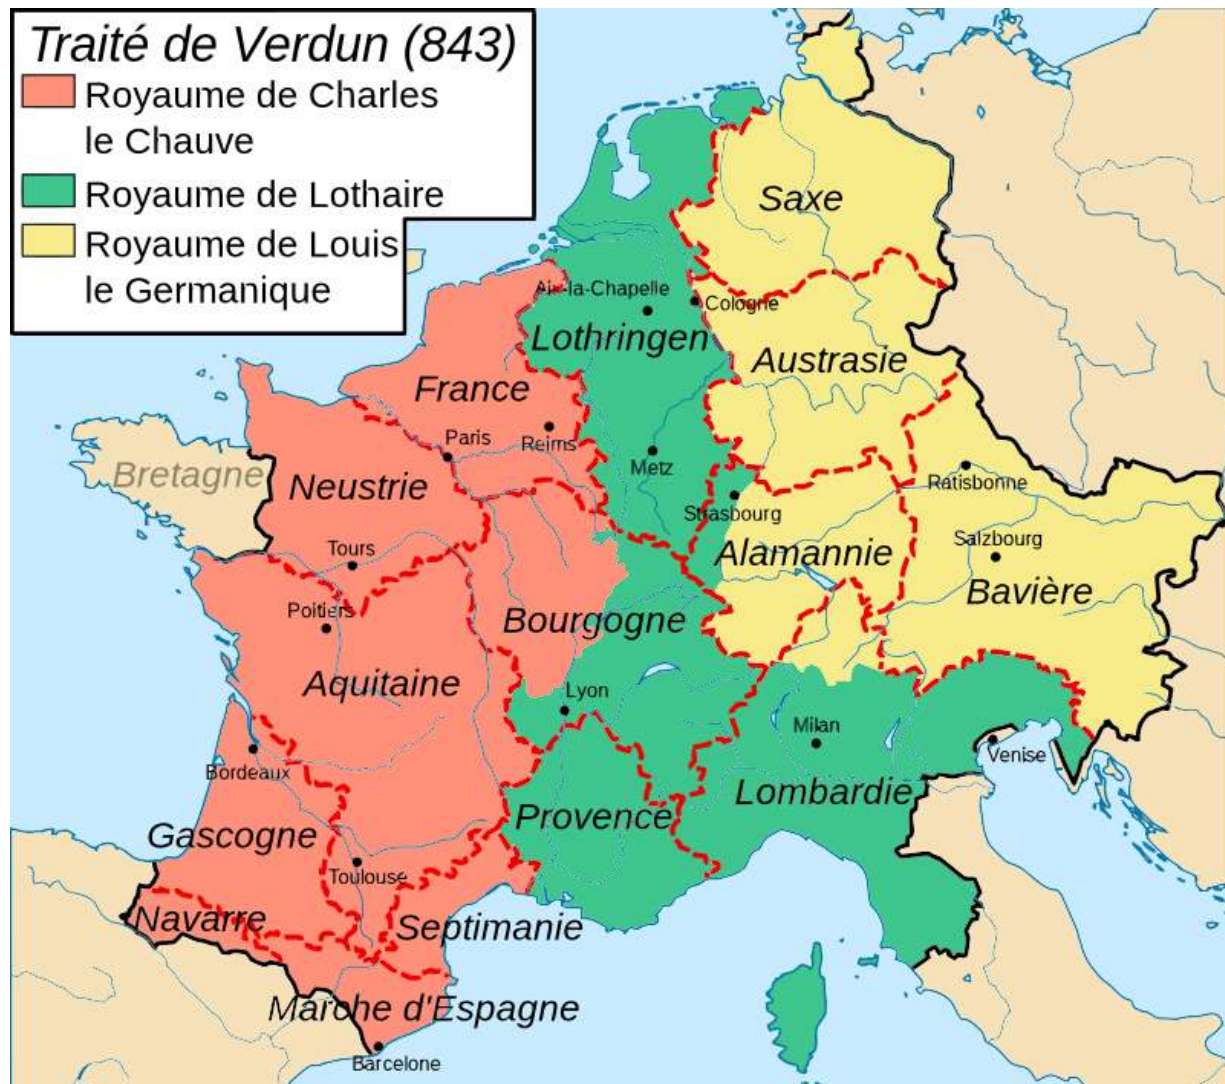 Traité de Verdun (843)
Royaume de Charles
le Chauve
Royaume de Lothaire
Royaume de Louis
le Germanique
Saxe
Aix-la-Chapelle
Cologne
Lothringen
Austrasie
France
Paris
Reims
Bretagne
Neustrie
Metz
Ratisbonne
Strasbourg
Tours
Alamannie
Salzbourg
Bavière
Poitiers
Bourgogne
Aquitaine
Lyon
Milan
Venise
Bordeaux
Lombardie
Provence
Gascogne
Toulouse
Navarre
Septimanie
Marche d'Espagne
Barcelone